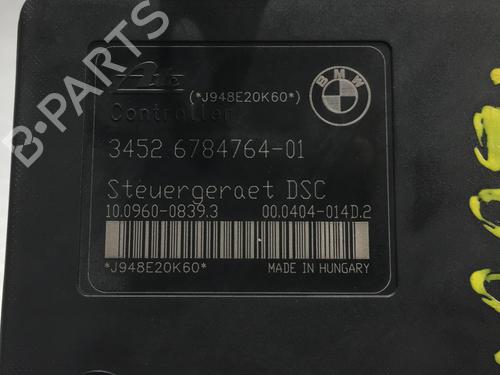 Ate
(*J948E20K60*)
BMW
Controller
3452 6784764-01
Steuergeraet DSC
10.0960-0839.3 00.0404-014D.2
*J948E20K60*
MADE IN HUNGARY
B-PARTS